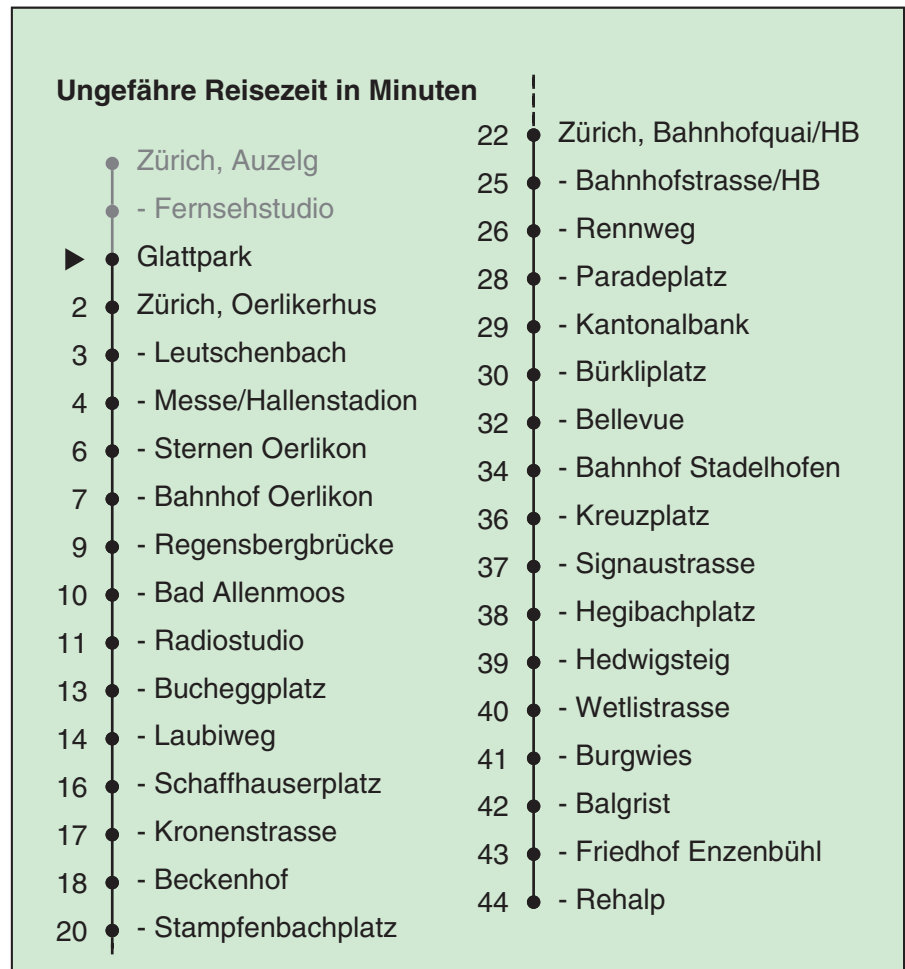 Ungefähre Reisezeit in Minuten
Zürich, Auzelg
- Fernsehstudio
Glattpark
2 Zürich, Oerlikerhus
3 - Leutschenbach
4 - Messe/Hallenstadion
6 - Sternen Oerlikon
7 - Bahnhof Oerlikon
9 - Regensbergbrücke
10 - Bad Allenmoos
11 - Radiostudio
13 - Bucheggplatz
14 - Laubiweg
16 - Schaffhauserplatz
17 - Kronenstrasse
18 - Beckenhof
20 - Stampfenbachplatz
22 Zürich, Bahnhofquai/HB
25 - Bahnhofstrasse/HB
26 - Rennweg
28 - Paradeplatz
29 - Kantonalbank
30 - Bürkliplatz
32 - Bellevue
34 - Bahnhof Stadelhofen
36 - Kreuzplatz
37 - Signaustrasse
38 - Hegibachplatz
39 - Hedwigsteig
40 - Wetlistrasse
41 - Burgwies
42 - Balgrist
43 - Friedhof Enzenbühl
44 - Rehalp